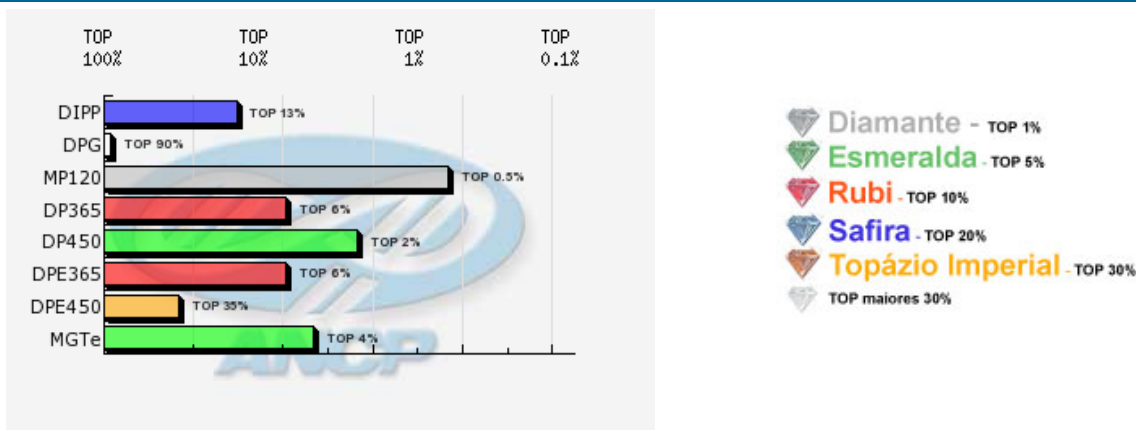 TOP TOP TOP TOP
100% 10% 1% 0.1%
DIPP TOP 13%
DPG TOP 90%
MP120 TOP 0.5%
DP365 TOP 6%
DP450 TOP 2%
DPE365 TOP 6%
DPE450 TOP 35%
MGTe TOP 4%
ANCP
Diamante - TOP 1%
Esmeralda - TOP 5%
Rubi - TOP 10%
Safira - TOP 20%
Topázio Imperial - TOP 30%
TOP maiores 30%